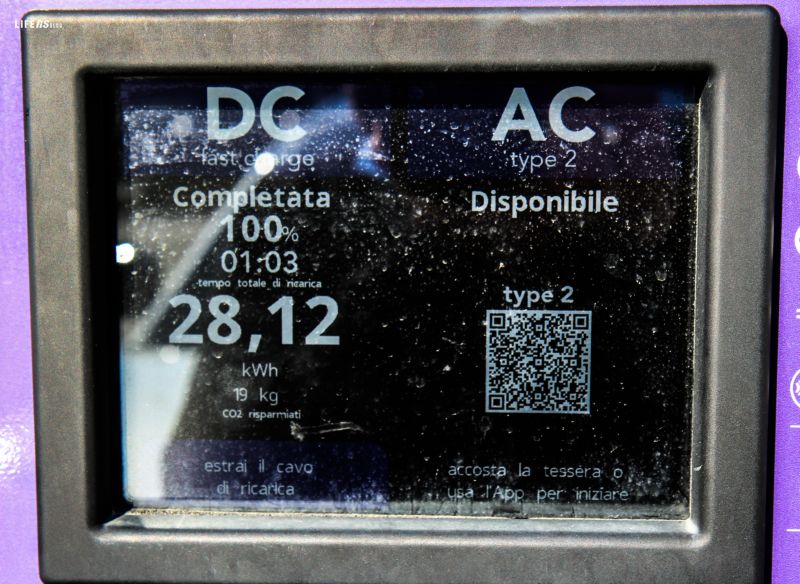 LIFE
DC
fast charge
Completata
100%
01:03
tempo totale di ricarica
28,12
kWh
19 kg
CO2 risparmiati
estrai il cavo
di ricarica
AC
type 2
Disponibile
type 2
accosta la tessera o
usa l'App per iniziare